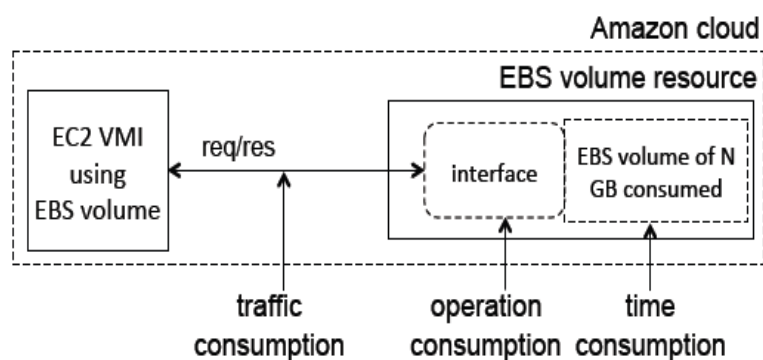 Amazon cloud
EBS volume resource
EC2 VMI
using
EBS volume
req/res
interface
EBS volume of N
GB consumed
traffic
consumption
operation
consumption
time
consumption